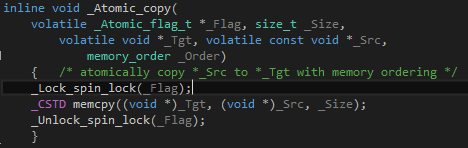 inline void _Atomic_copy(
volatile _Atomic_flag_t *_Flag, size_t _Size,
volatile void *_Tgt, volatile const void *_Src,
memory_order _Order)
{ /* atomically copy *_Src to *_Tgt with memory ordering */
_Lock_spin_lock(_Flag);
_CSTD memcpy((void *)_Tgt, (void *)_Src, _Size);
_Unlock_spin_lock(_Flag);
}